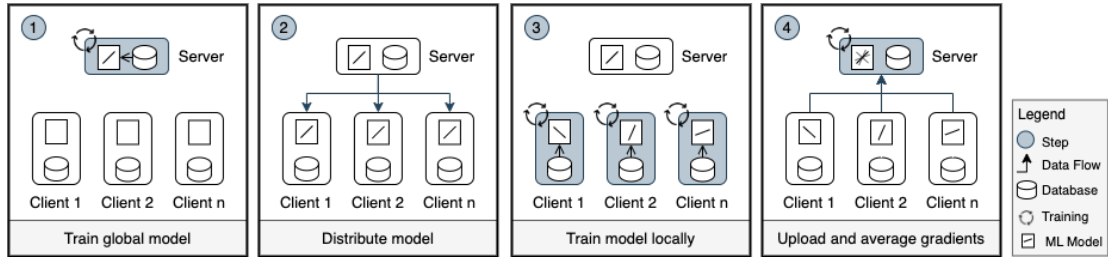 1
Server
Client 1 Client 2 Client n
Train global model
2
Server
Client 1 Client 2 Client n
Distribute model
3
Server
Client 1 Client 2 Client n
Train model locally
4
Server
Client 1 Client 2 Client n
Upload and average gradients
Legend
Step
Data Flow
Database
Training
ML Model